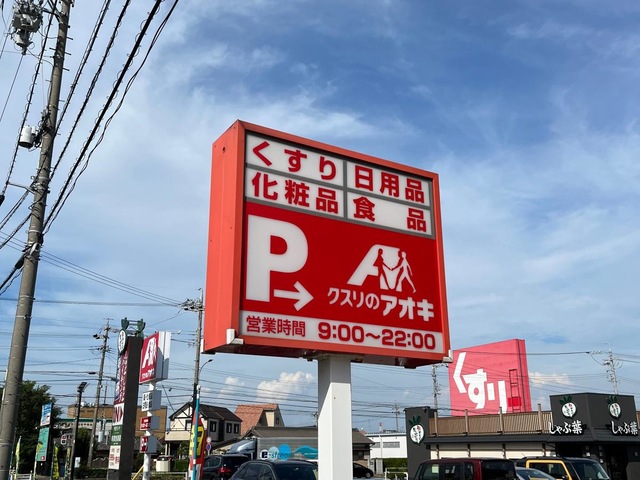 くすり 日用品
化粧品 食品
P→
クスリのアオキ
営業時間 9:00～22:00
くすり
しゃぶ葉
しゃぶ葉